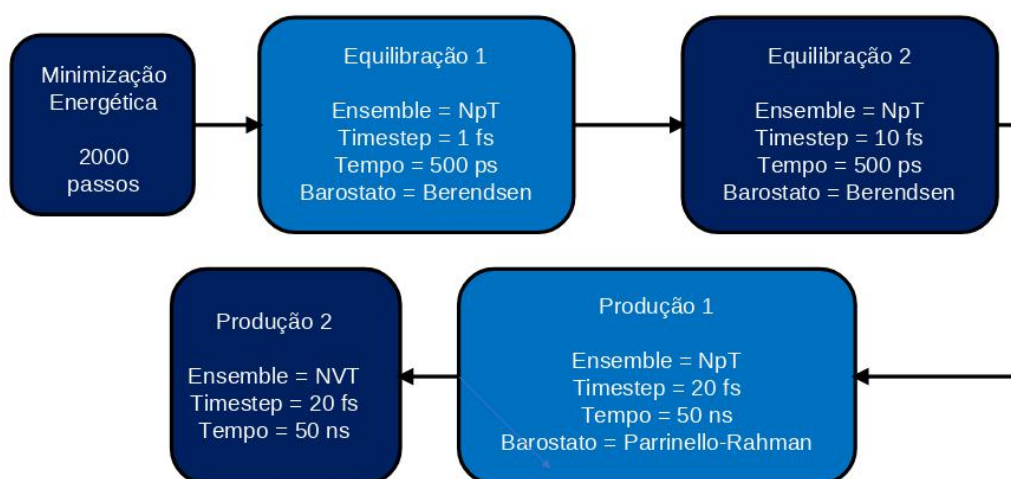 Minimização
Energética
2000
passos
Equilibração 1
Ensemble = NpT
Timestep = 1 fs
Tempo = 500 ps
Barostato = Berendsen
Equilibração 2
Ensemble = NpT
Timestep = 10 fs
Tempo = 500 ps
Barostato = Berendsen
Produção 1
Ensemble = NpT
Timestep = 20 fs
Tempo = 50 ns
Barostato = Parrinello-Rahman
Produção 2
Ensemble = NVT
Timestep = 20 fs
Tempo = 50 ns